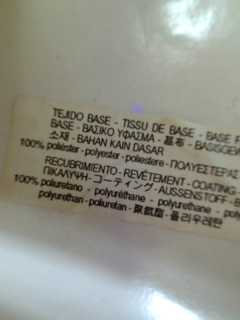 TEJIDO BASE - TISSU DE BASE - BASE
BASE - ΒΑΣΙΚΟ ΥΦΑΣΜΑ - 基布 - BASISGE
소재 - BAHAN KAIN DASAR
100% poliéster - polyester - poliestere - ΠΟΛΥΕΣΤΕΡΑΣ
RECUBRIMIENTO - REVÊTEMENT - COATING
ΠΙΚΑΛΥΨΗ - コーティング - AUSSENSTOFF
100% poliuretano - polyuréthane - polyurethane
polyurethan - poliuretan - 聚氨酯 - 폴리우레탄